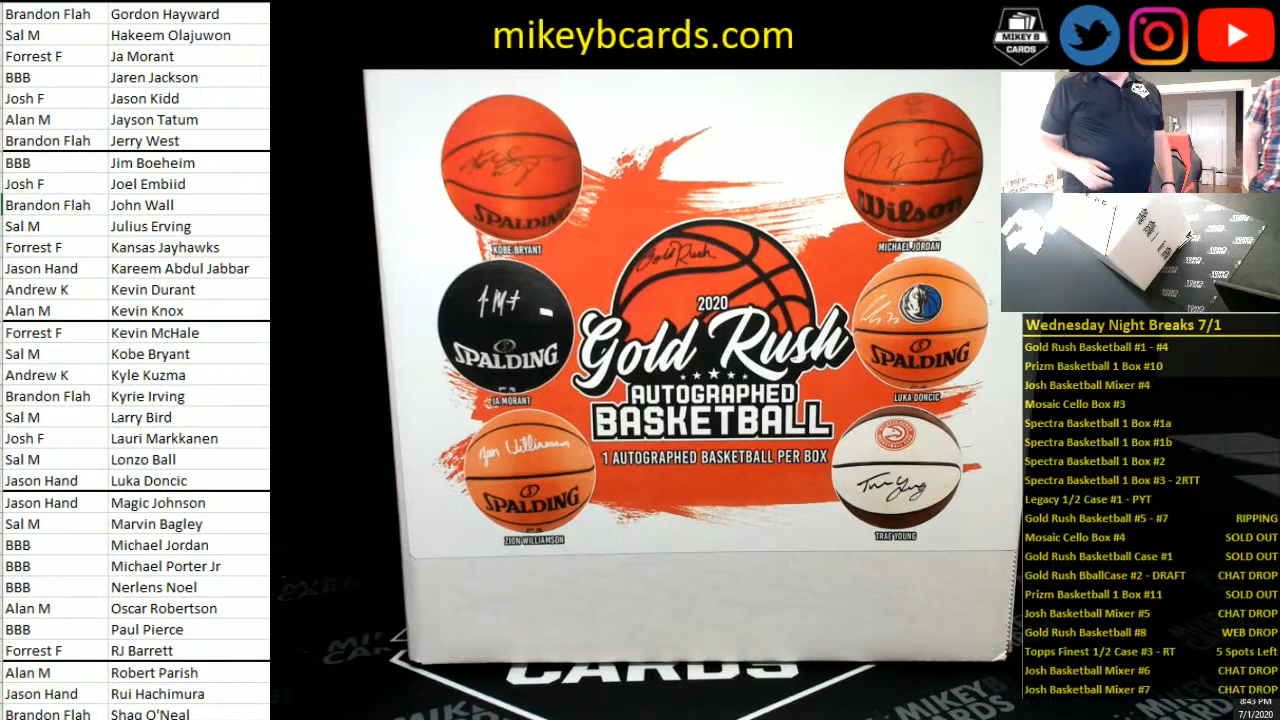 Brandon Flah Gordon Hayward
Sal M Hakeem Olajuwon
Forrest F Ja Morant
BBB Jaren Jackson
Josh F Jason Kidd
Alan M Jayson Tatum
Brandon Flah Jerry West
BBB Jim Boeheim
Josh F Joel Embiid
Brandon Flah John Wall
Sal M Julius Erving
Forrest F Kansas Jayhawks
Jason Hand Kareem Abdul Jabbar
Andrew K Kevin Durant
Alan M Kevin Knox
Forrest F Kevin McHale
Sal M Kobe Bryant
Andrew K Kyle Kuzma
Brandon Flah Kyrie Irving
Sal M Larry Bird
Josh F Lauri Markkanen
Sal M Lonzo Ball
Jason Hand Luka Doncic
Jason Hand Magic Johnson
Sal M Marvin Bagley
BBB Michael Jordan
BBB Michael Porter Jr
BBB Nerlens Noel
Alan M Oscar Robertson
BBB Paul Pierce
Forrest F RJ Barrett
Alan M Robert Parish
Jason Hand Rui Hachimura
Brandon Flah Shaq O'Neal
mikeybcards.com
MIKEY B
CARDS
SPALDING
KOBE BRYANT
Wilson
MICHAEL JORDAN
SPALDING
JA MORANT
SPALDING
LUKA DONCIC
Gold Rush
2020
Gold Rush
AUTOGRAPHED
BASKETBALL
1 AUTOGRAPHED BASKETBALL PER BOX
SPALDING
ZION WILLIAMSON
TRAE YOUNG
CARDS
MIKEY B
CARDS
Wednesday Night Breaks 7/1
Gold Rush Basketball #1 - #4
Prizm Basketball 1 Box #10
Josh Basketball Mixer #4
Mosaic Cello Box #3
Spectra Basketball 1 Box #1a
Spectra Basketball 1 Box #1b
Spectra Basketball 1 Box #2
Spectra Basketball 1 Box #3 - 2RTT
Legacy 1/2 Case #1 - PYT
Gold Rush Basketball #5 - #7 RIPPING
Mosaic Cello Box #4 SOLD OUT
Gold Rush Basketball Case #1 SOLD OUT
Gold Rush BballCase #2 - DRAFT CHAT DROP
Prizm Basketball 1 Box #11 SOLD OUT
Josh Basketball Mixer #5 CHAT DROP
Gold Rush Basketball #8 WEB DROP
Topps Finest 1/2 Case #3 - RT 5 Spots Left
Josh Basketball Mixer #6 CHAT DROP
Josh Basketball Mixer #7 CHAT DROP
8:43 PM
7/1/2020